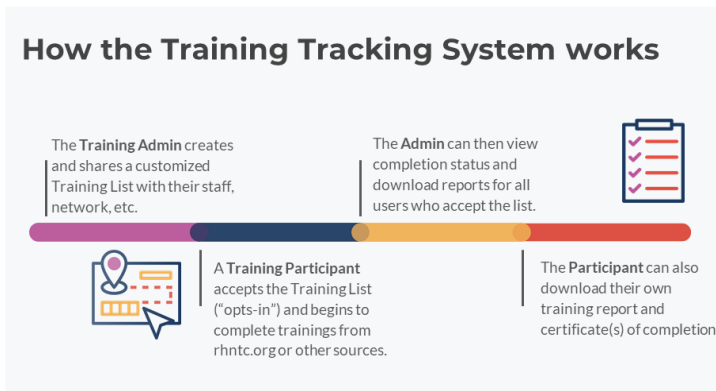 How the Training Tracking System works
The Training Admin creates
and shares a customized
Training List with their staff,
network, etc.
A Training Participant
accepts the Training List
(“opts-in”) and begins to
complete trainings from
rhntc.org or other sources.
The Admin can then view
completion status and
download reports for all
users who accept the list.
The Participant can also
download their own
training report and
certificate(s) of completion